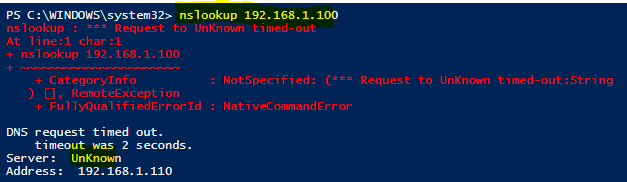 PS C:\WINDOWS\system32> nslookup 192.168.1.100
nslookup : *** Request to UnKnown timed-out
At line:1 char:1
+ nslookup 192.168.1.100
+ ~~~~~~~~~~~~~~~~~~~~~~
    + CategoryInfo          : NotSpecified: (*** Request to UnKnown timed-out:String
   ) [], RemoteException
    + FullyQualifiedErrorId : NativeCommandError
DNS request timed out.
    timeout was 2 seconds.
Server:  UnKnown
Address:  192.168.1.110